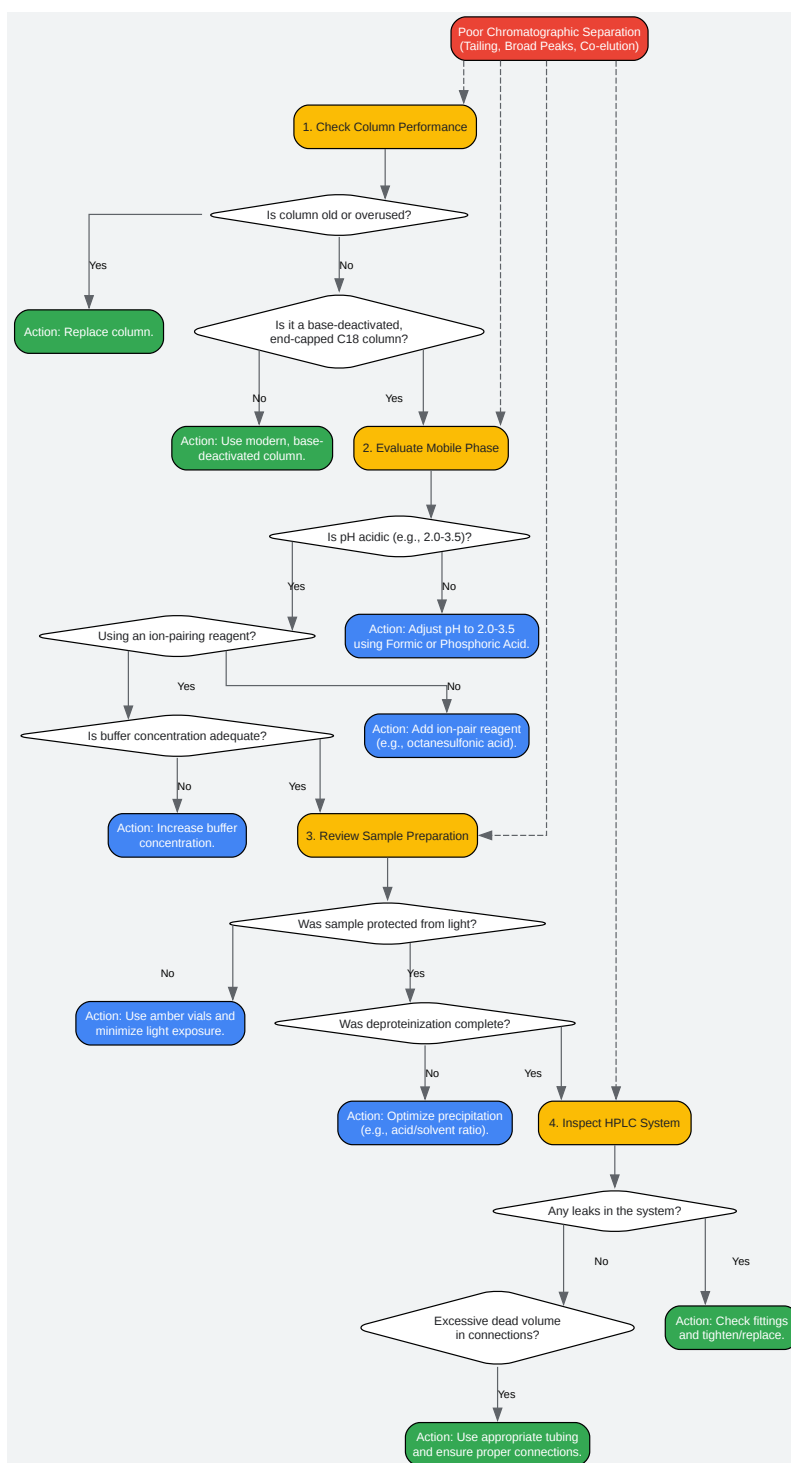 Poor Chromatographic Separation
(Tailing, Broad Peaks, Co-elution)
1. Check Column Performance
Is column old or overused?
Yes
No
Action: Replace column.
Is it a base-deactivated,
end-capped C18 column?
No
Yes
Action: Use modern, base-
deactivated column.
2. Evaluate Mobile Phase
Is pH acidic (e.g., 2.0-3.5)?
Yes
No
Action: Adjust pH to 2.0-3.5
using Formic or Phosphoric Acid.
Using an ion-pairing reagent?
Yes
No
Action: Add ion-pair reagent
(e.g., octanesulfonic acid).
Is buffer concentration adequate?
No
Yes
Action: Increase buffer
concentration.
3. Review Sample Preparation
Was sample protected from light?
No
Yes
Action: Use amber vials and
minimize light exposure.
Was deproteinization complete?
No
Yes
Action: Optimize precipitation
(e.g., acid/solvent ratio).
4. Inspect HPLC System
Any leaks in the system?
No
Yes
Excessive dead volume
in connections?
Action: Check fittings
and tighten/replace.
Yes
Action: Use appropriate tubing
and ensure proper connections.